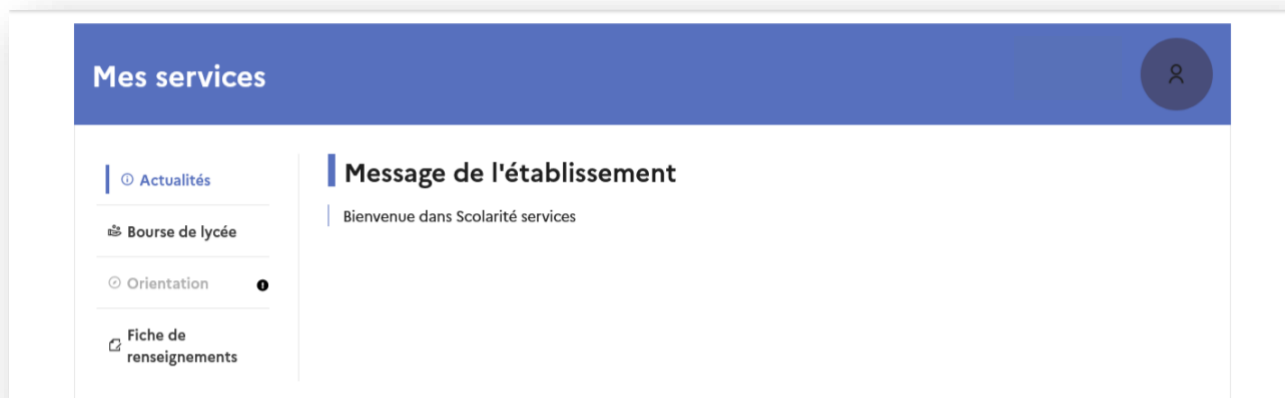 Mes services
Actualités
Bourse de lycée
Orientation
Fiche de
renseignements
Message de l'établissement
Bienvenue dans Scolarité services